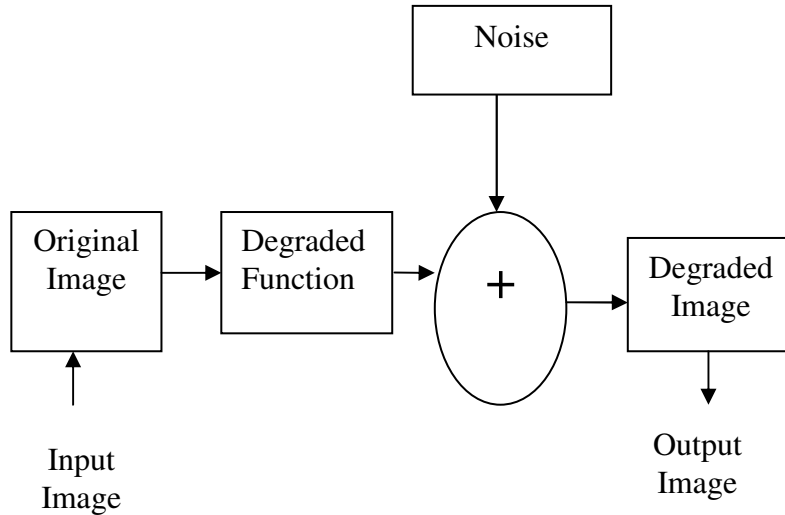 Noise
Original
Image
Degraded
Function
+
Degraded
Image
Input
Image
Output
Image